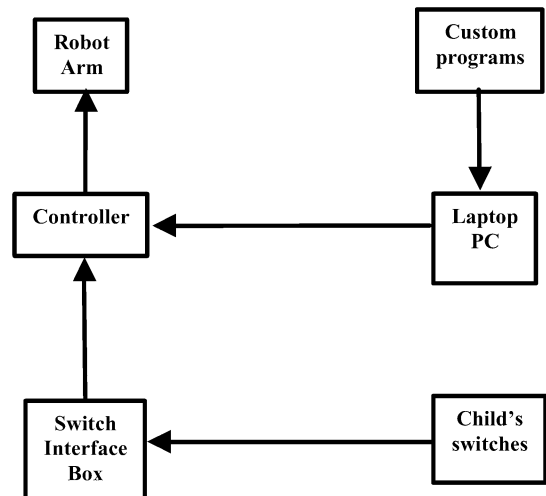 Robot
Arm
Custom
programs
Controller
Laptop
PC
Switch
Interface
Box
Child's
switches